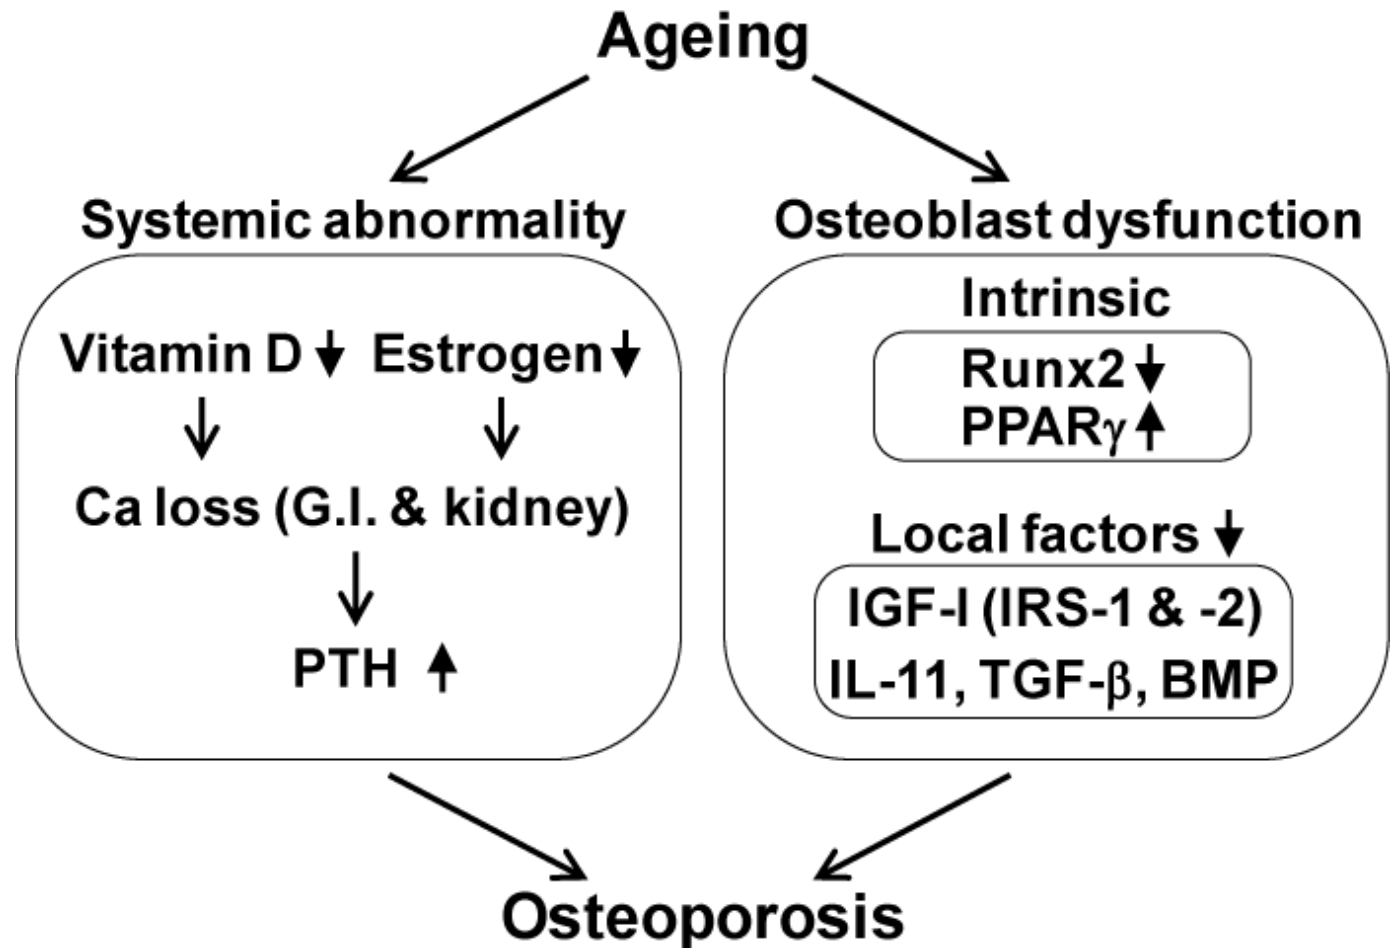 Ageing
Systemic abnormality
Vitamin D ↓ Estrogen ↓
Ca loss (G.I. & kidney)
PTH ↑
Osteoblast dysfunction
Intrinsic
Runx2 ↓
PPARγ ↑
Local factors ↓
IGF-I (IRS-1 & -2)
IL-11, TGF-β, BMP
Osteoporosis